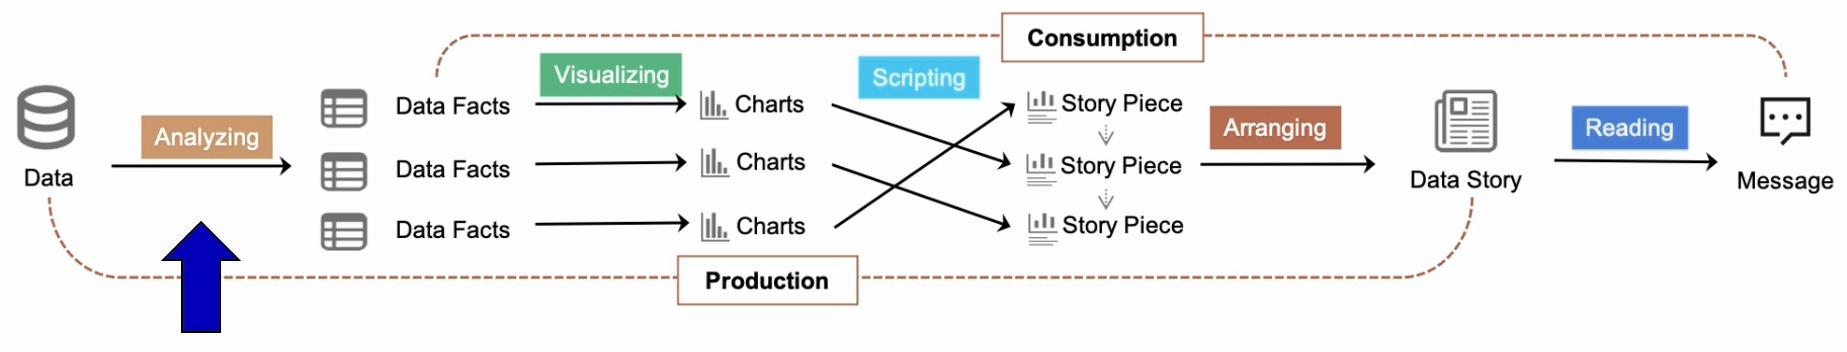 Consumption
Visualizing
Scripting
Data Facts
Charts
Story Piece
Analyzing
Arranging
Reading
Data
Data Facts
Charts
Story Piece
Data Story
Message
Data Facts
Charts
Story Piece
Production